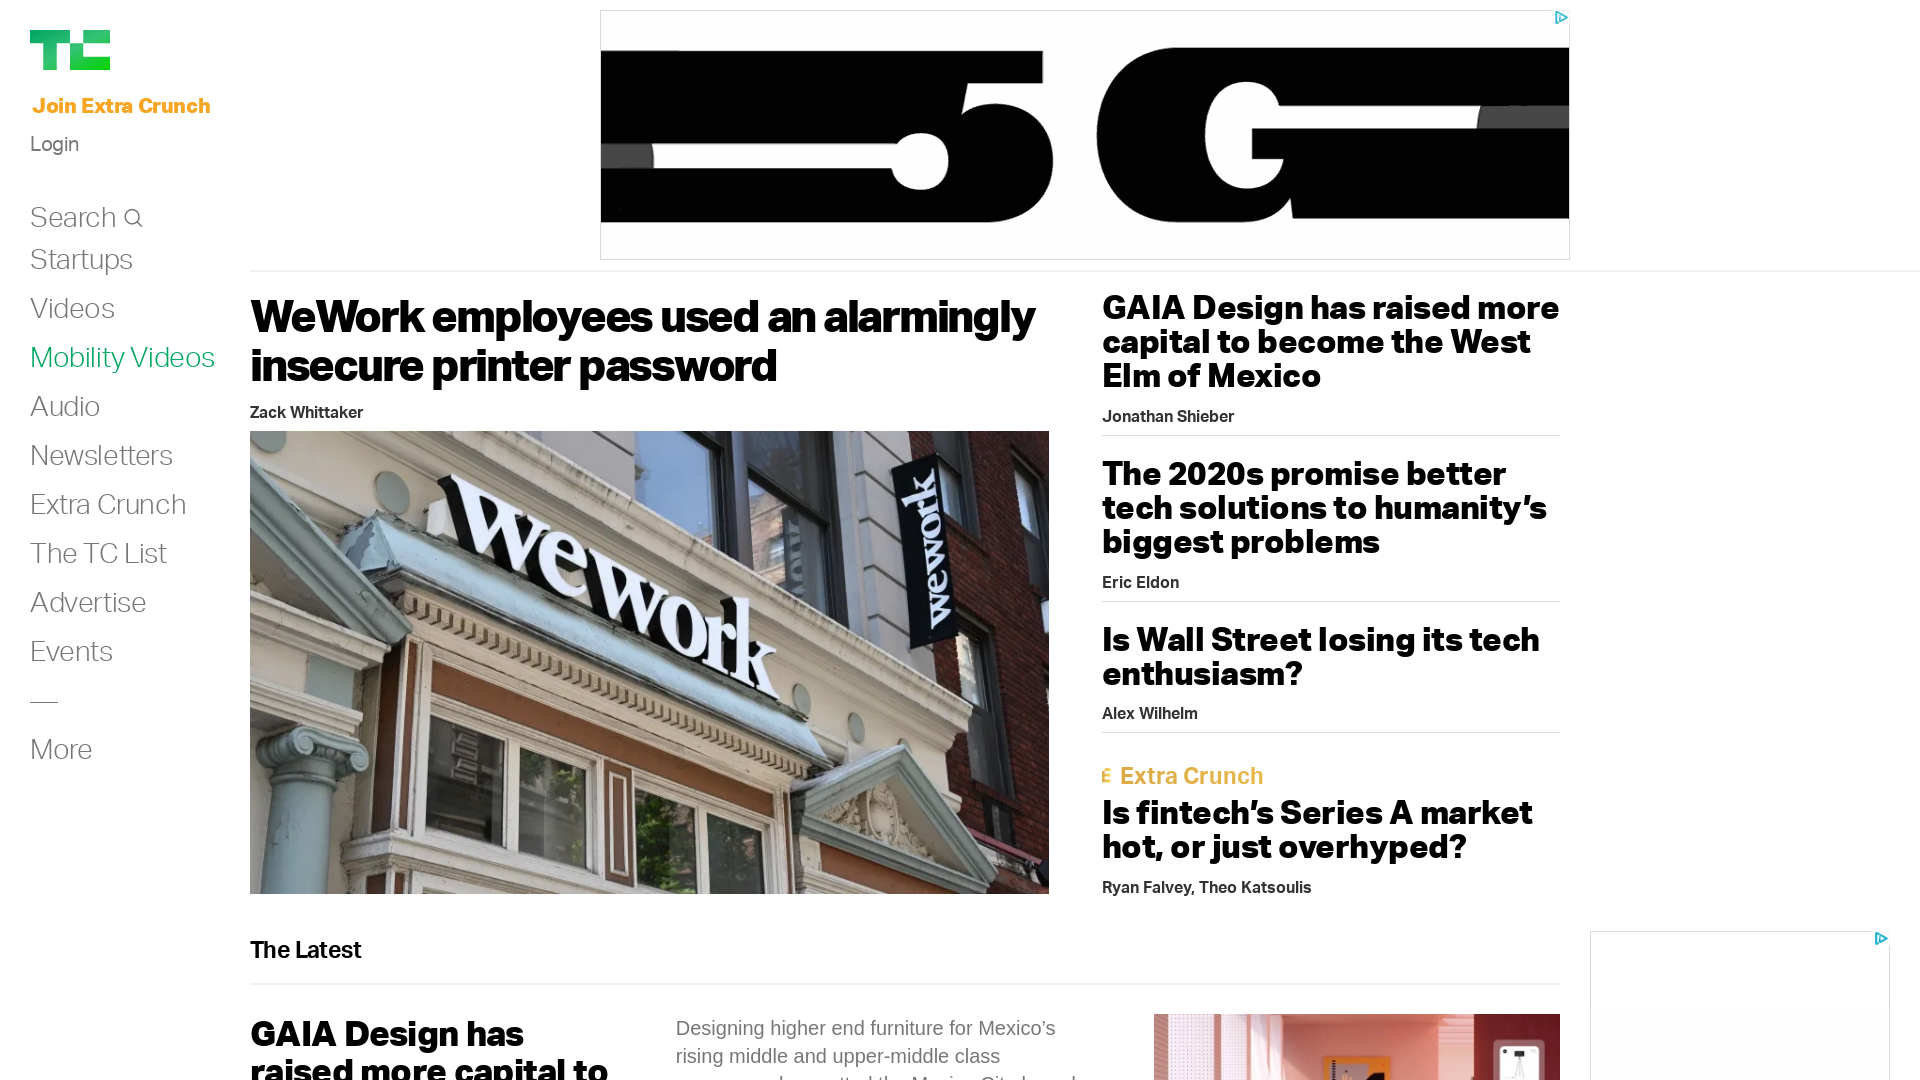 TC
Join Extra Crunch
Login
Search
Startups
Videos
Mobility Videos
Audio
Newsletters
Extra Crunch
The TC List
Advertise
Events
More
5G
WeWork employees used an alarmingly
insecure printer password
Zack Whittaker
wework
wework
GAIA Design has raised more
capital to become the West
Elm of Mexico
Jonathan Shieber
The 2020s promise better
tech solutions to humanity’s
biggest problems
Eric Eldon
Is Wall Street losing its tech
enthusiasm?
Alex Wilhelm
Extra Crunch
Is fintech’s Series A market
hot, or just overhyped?
Ryan Falvey, Theo Katsoulis
The Latest
GAIA Design has
raised more capital to
Designing higher end furniture for Mexico’s
rising middle and upper-middle class